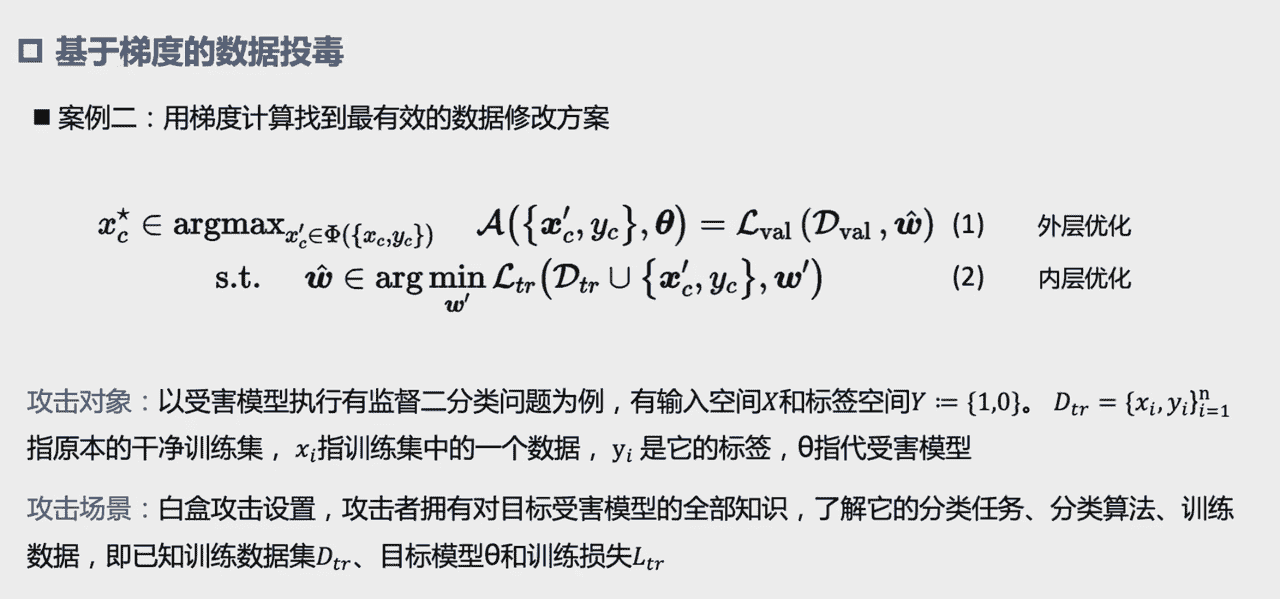 基于梯度的数据投毒
案例二：用梯度计算找到最有效的数据修改方案
x_c^⋆ ∈ argmax_{x'_c∈Φ({x_c,y_c})} 𝒜({x'_c, y_c}, θ) = ℒ_val (𝒟_val , ŵ) (1) 外层优化
s.t. ŵ ∈ arg min_{w'} ℒ_tr(𝒟_tr ∪ {x'_c, y_c}, w') (2) 内层优化
攻击对象：以受害模型执行有监督二分类问题为例，有输入空间X和标签空间Y ≔ {1,0}。 D_tr = {x_i, y_i}_{i=1}^n
指原本的干净训练集， x_i指训练集中的一个数据， y_i 是它的标签，θ指代受害模型
攻击场景：白盒攻击设置，攻击者拥有对目标受害模型的全部知识，了解它的分类任务、分类算法、训练
数据，即已知训练数据集D_tr、目标模型θ和训练损失L_tr